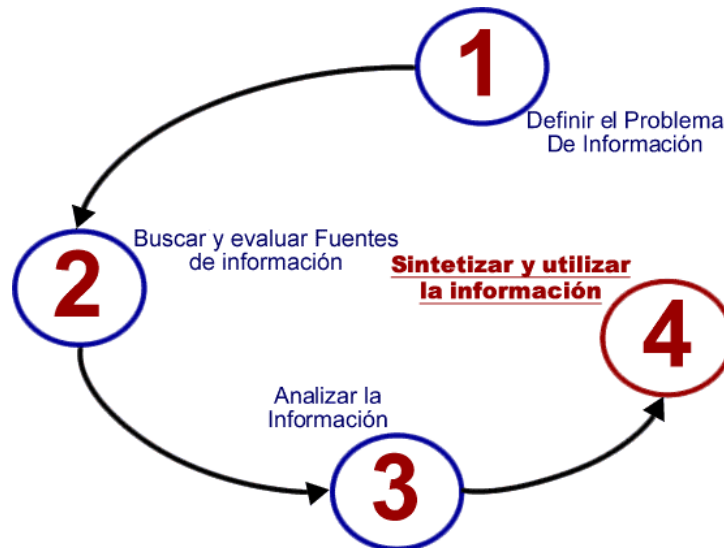 1
Definir el Problema
De Información
2
Buscar y evaluar Fuentes
de información
3
Analizar la
Información
4
Sintetizar y utilizar
la información